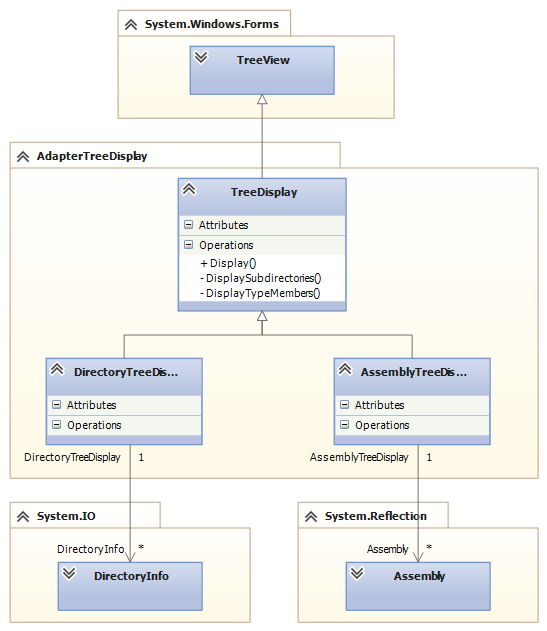 System.Windows.Forms
TreeView
AdapterTreeDisplay
TreeDisplay
Attributes
Operations
+ Display()
- DisplaySubdirectories()
- DisplayTypeMembers()
DirectoryTreeDis...
Attributes
Operations
AssemblyTreeDis...
Attributes
Operations
DirectoryTreeDisplay 1
AssemblyTreeDisplay 1
System.IO
DirectoryInfo *
DirectoryInfo
System.Reflection
Assembly *
Assembly